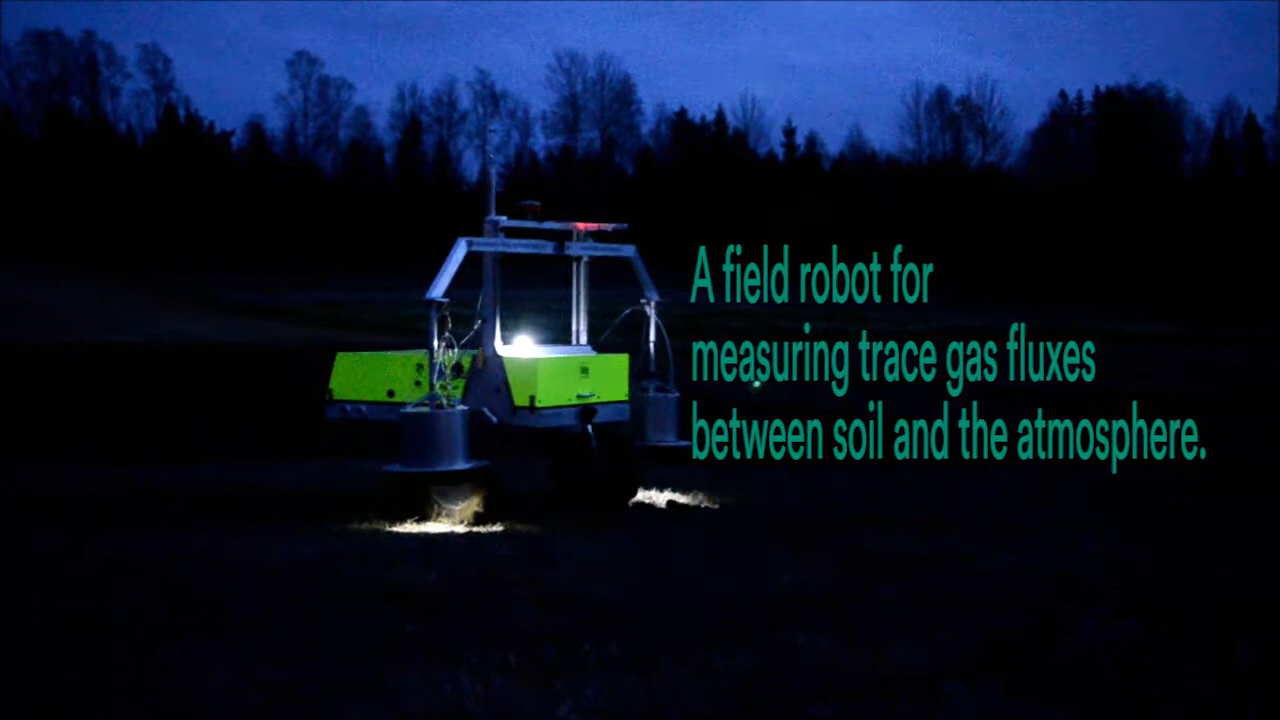 A field robot for
measuring trace gas fluxes
between soil and the atmosphere.